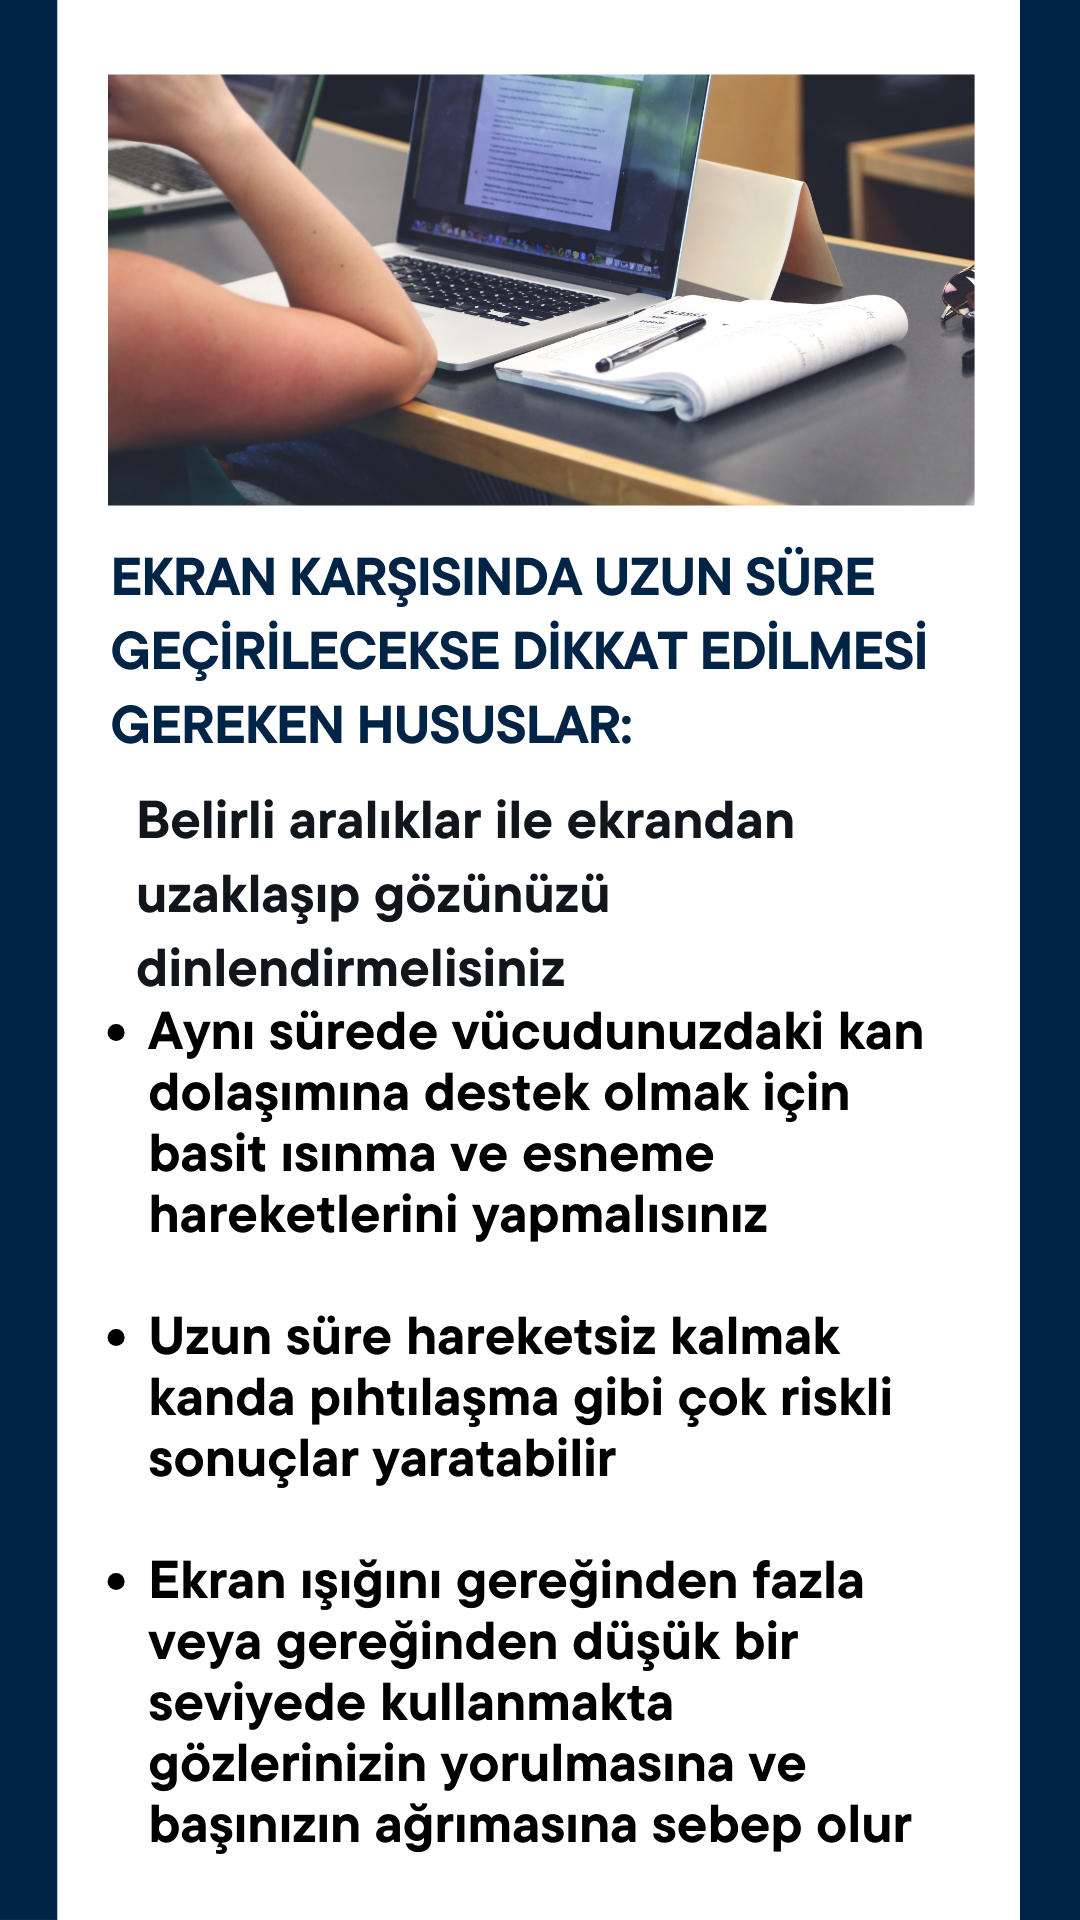 EKRAN KARŞISINDA UZUN SÜRE
GEÇİRİLECEKSE DİKKAT EDİLMESİ
GEREKEN HUSUSLAR:
Belirli aralıklar ile ekrandan
uzaklaşıp gözünüzü
dinlendirmelisiniz
• Aynı sürede vücudunuzdaki kan
dolaşımına destek olmak için
basit ısınma ve esneme
hareketlerini yapmalısınız
• Uzun süre hareketsiz kalmak
kanda pıhtılaşma gibi çok riskli
sonuçlar yaratabilir
• Ekran ışığını gereğinden fazla
veya gereğinden düşük bir
seviyede kullanmakta
gözlerinizin yorulmasına ve
başınızın ağrımasına sebep olur